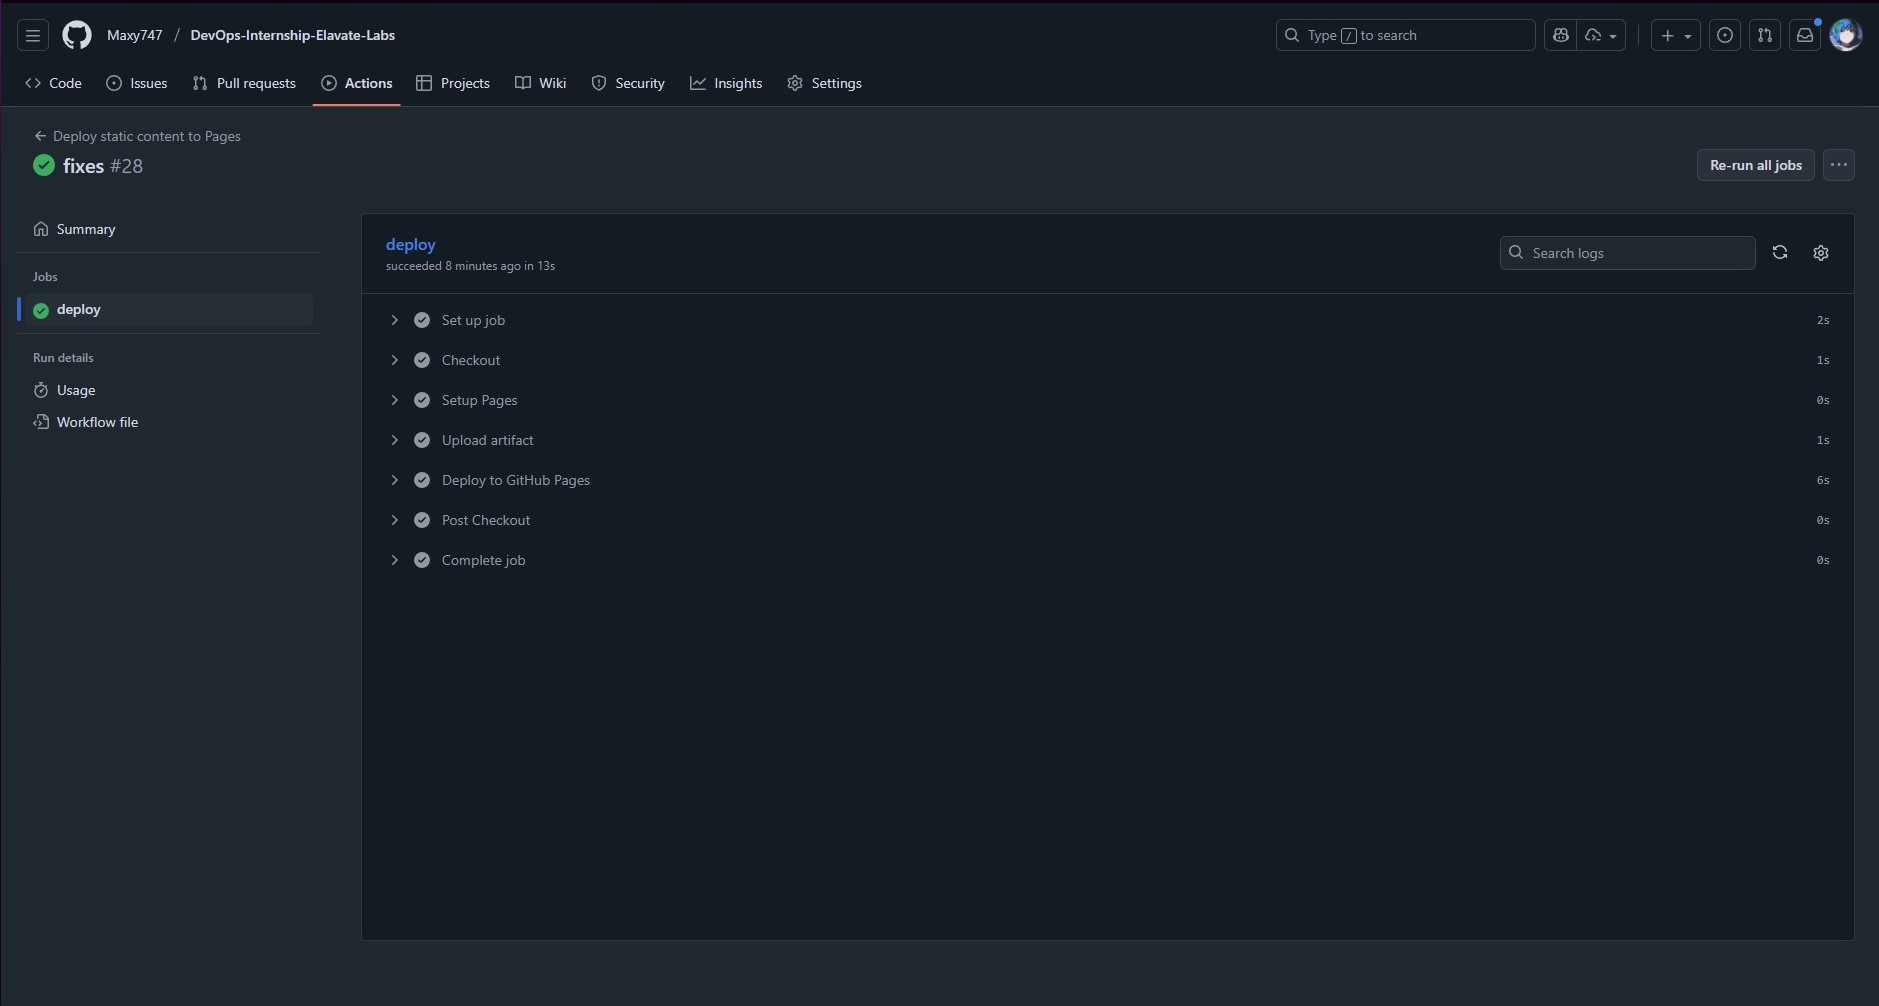 Maxy747 / DevOps-Internship-Elavate-Labs
Type / to search
Code Issues Pull requests Actions Projects Wiki Security Insights Settings
Deploy static content to Pages
fixes #28
Re-run all jobs
Summary
Jobs
deploy
Run details
Usage
Workflow file
deploy
succeeded 8 minutes ago in 13s
Search logs
Set up job 2s
Checkout 1s
Setup Pages 0s
Upload artifact 1s
Deploy to GitHub Pages 6s
Post Checkout 0s
Complete job 0s